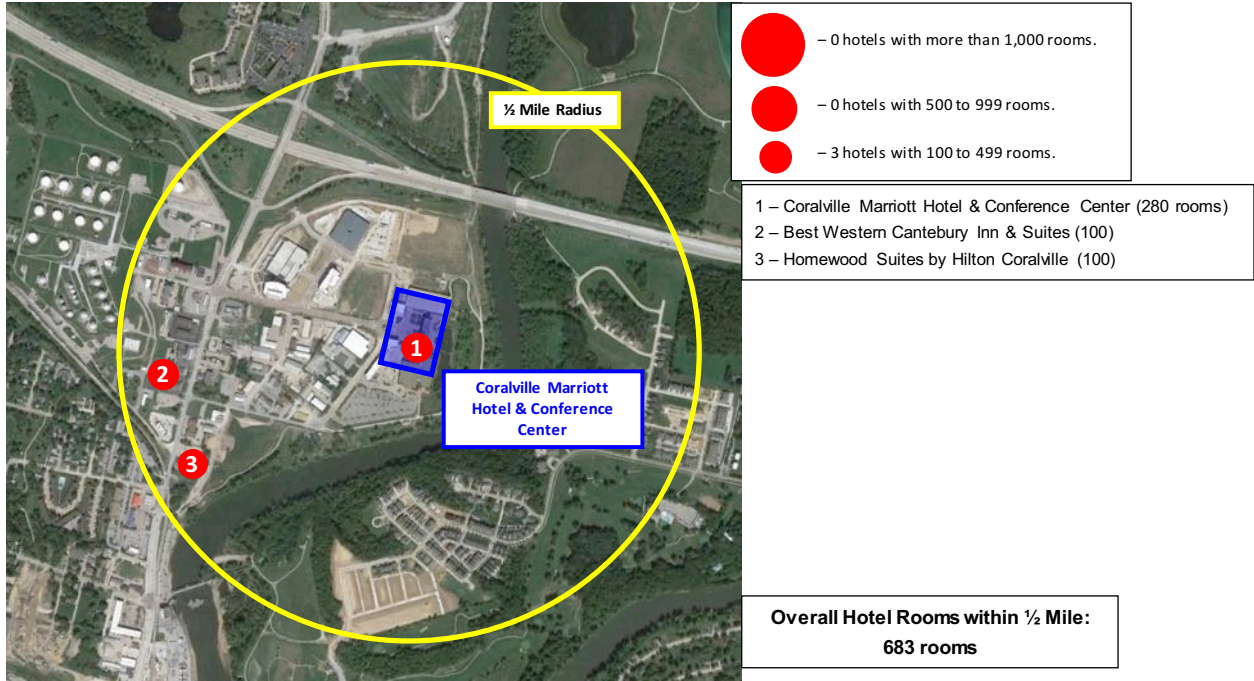 ½ Mile Radius
1
2
3
Coralville Marriott
Hotel & Conference
Center
– 0 hotels with more than 1,000 rooms.
– 0 hotels with 500 to 999 rooms.
– 3 hotels with 100 to 499 rooms.
1 – Coralville Marriott Hotel & Conference Center (280 rooms)
2 – Best Western Cantebury Inn & Suites (100)
3 – Homewood Suites by Hilton Coralville (100)
Overall Hotel Rooms within ½ Mile:
683 rooms